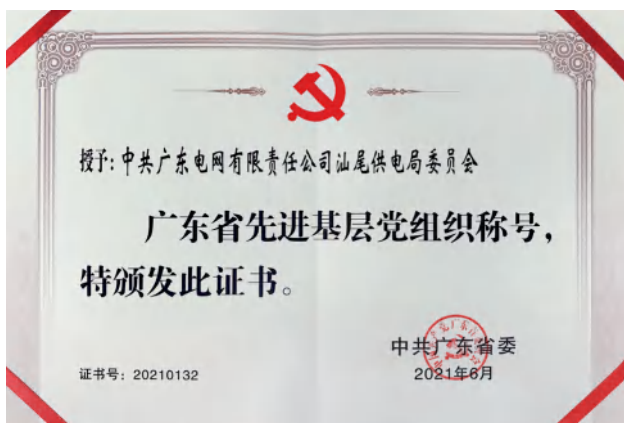 授予:中共广东电网有限责任公司汕尾供电局委员会
广东省先进基层党组织称号，
特颁发此证书。
中共广东省委
证书号：20210132
2021年6月